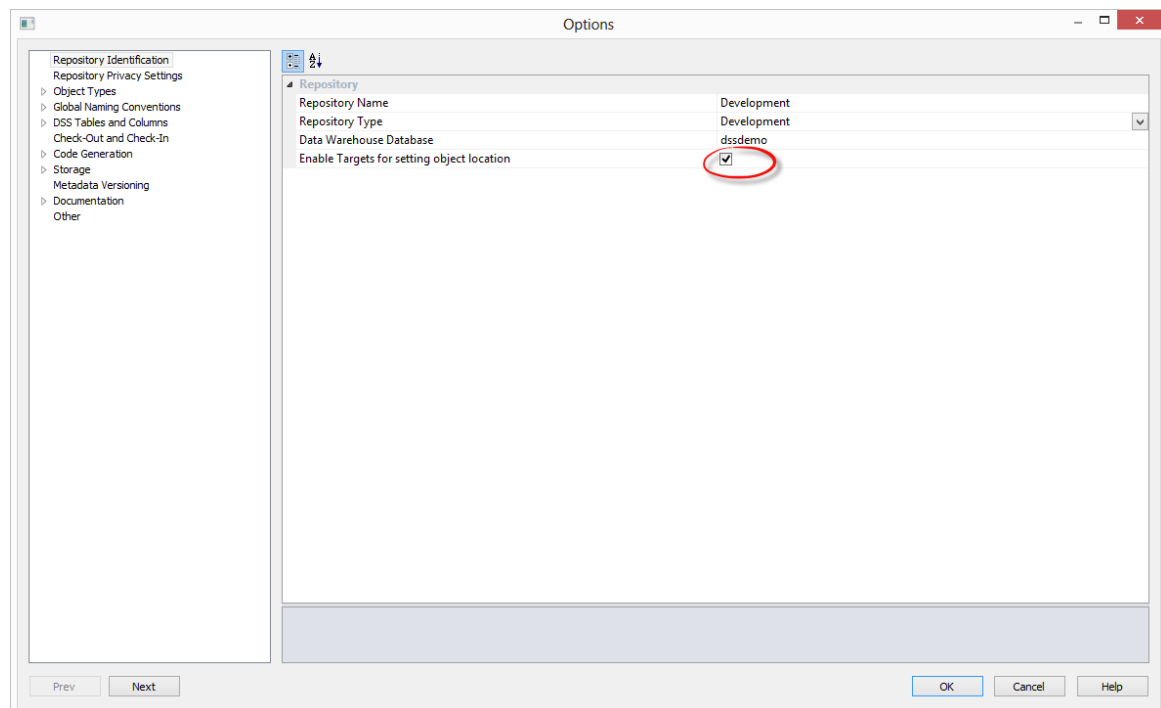 Options
Repository Identification
Repository Privacy Settings
Object Types
Global Naming Conventions
DSS Tables and Columns
Check-Out and Check-In
Code Generation
Storage
Metadata Versioning
Documentation
Other
Repository
Repository Name Development
Repository Type Development
Data Warehouse Database dssdemo
Enable Targets for setting object location
Prev Next OK Cancel Help